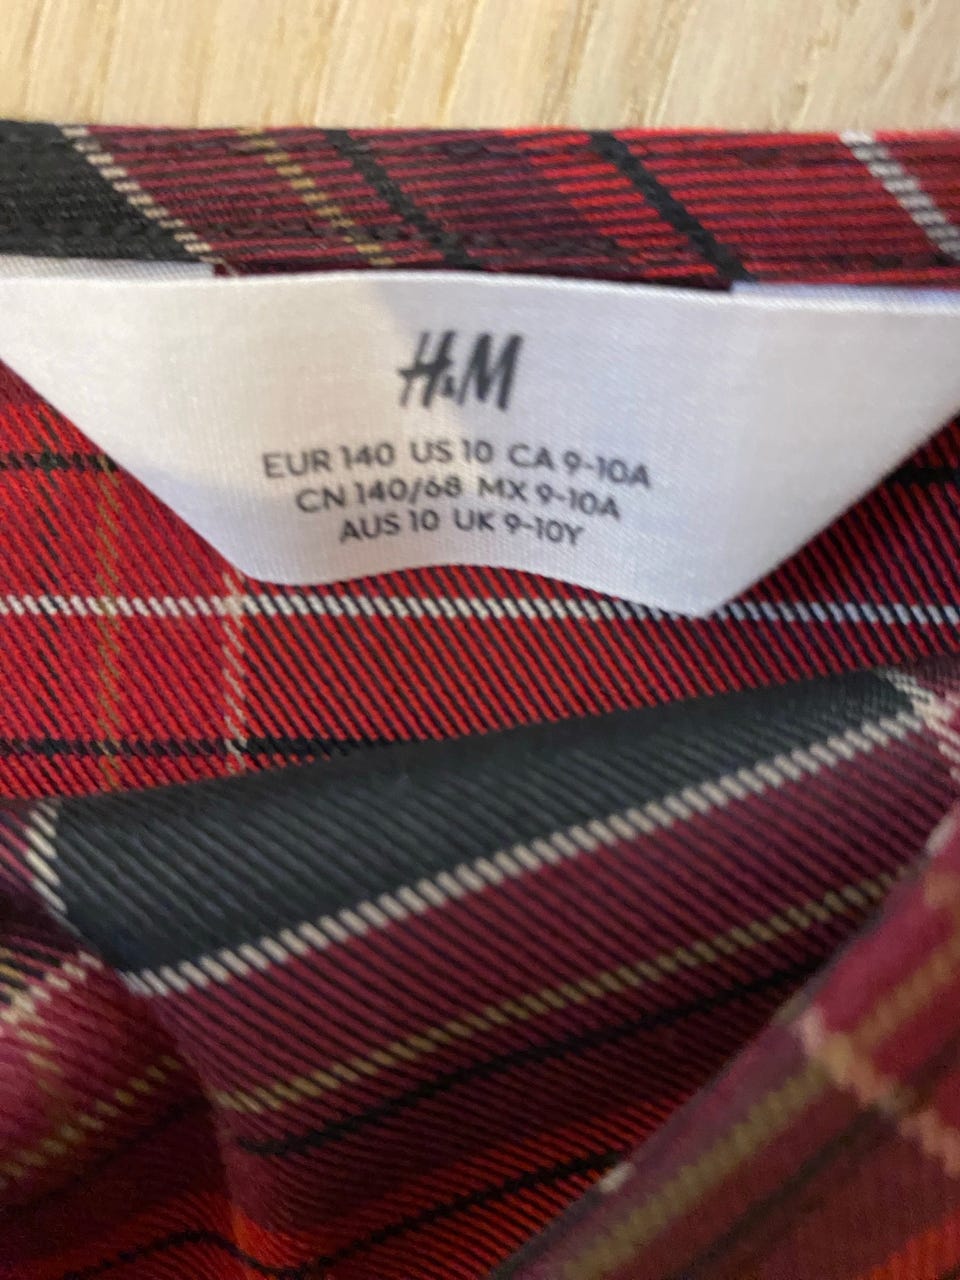 H&M
EUR 140 US 10 CA 9-10A
CN 140/68 MX 9-10A
AUS 10 UK 9-10Y